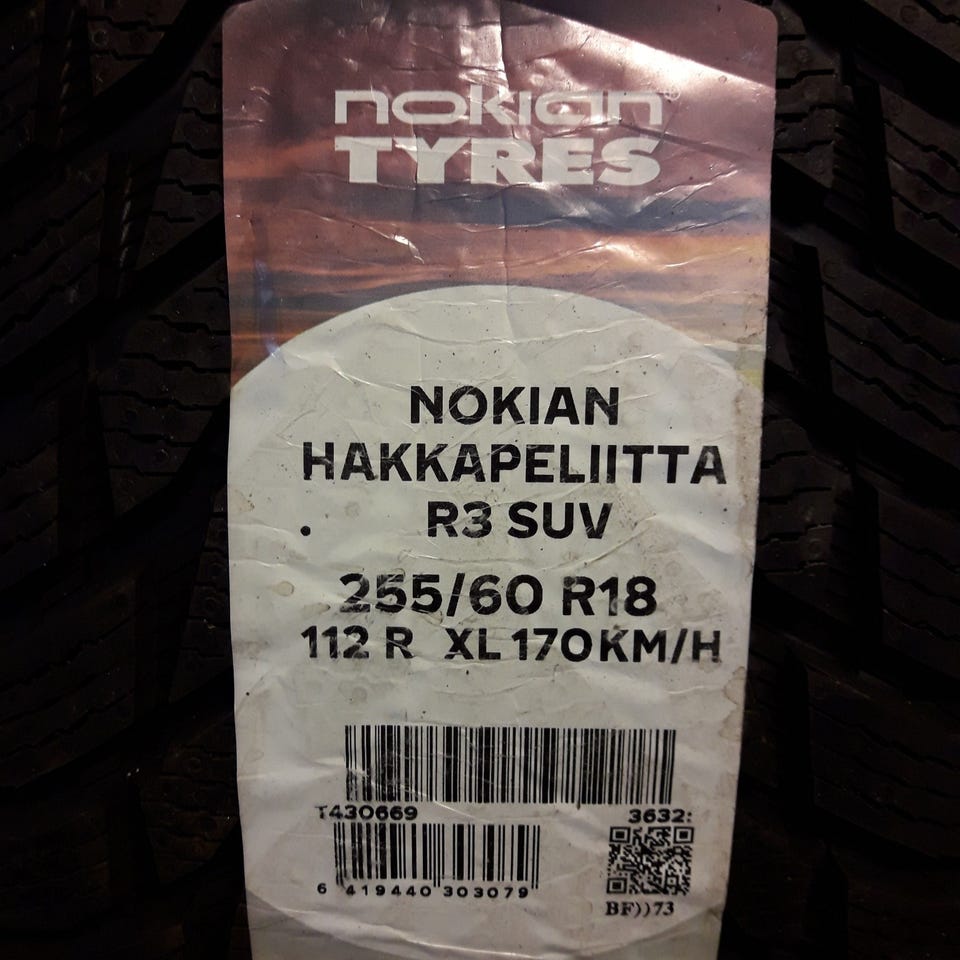 nokian®
TYRES
NOKIAN
HAKKAPELIITTA
. R3 SUV
255/60 R18
112 R XL 170KM/H
T430669 3632:
6 419440 303079
BF))73